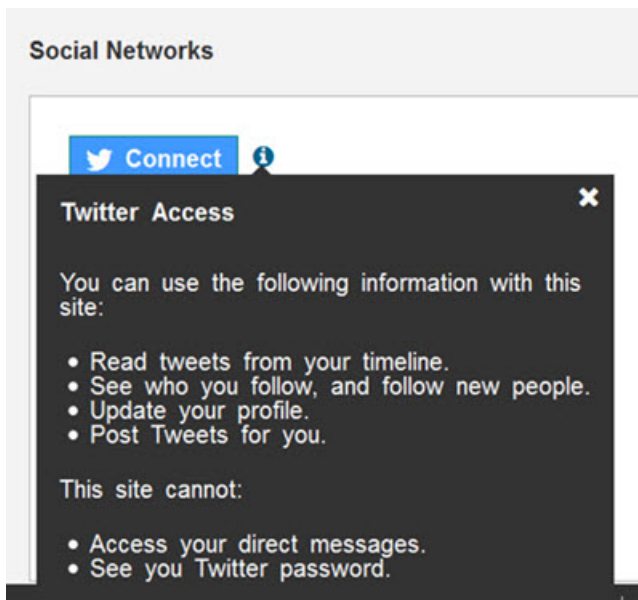 Social Networks
Connect
Twitter Access
You can use the following information with this
site:
• Read tweets from your timeline.
• See who you follow, and follow new people.
• Update your profile.
• Post Tweets for you.
This site cannot:
• Access your direct messages.
• See you Twitter password.